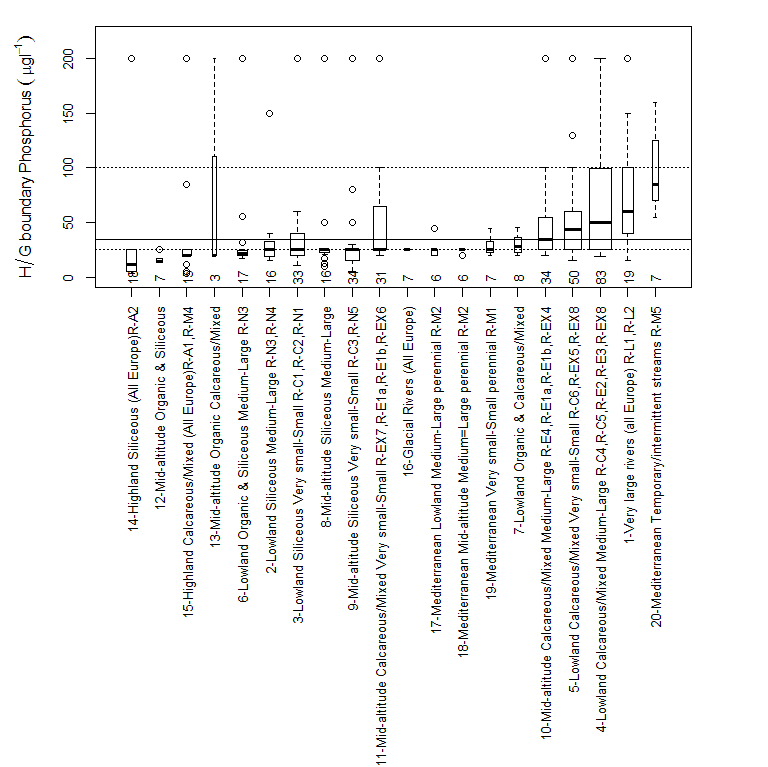 H/G boundary Phosphorus ( µgl⁻¹)
200
150
100
50
0
18
7
19
3
17
16
33
16
34
31
7
6
6
7
8
34
50
83
19
7
14-Highland Siliceous (All Europe)R-A2
12-Mid-altitude Organic & Siliceous
15-Highland Calcareous/Mixed (All Europe)R-A1,R-M4
13-Mid-altitude Organic Calcareous/Mixed
6-Lowland Organic & Siliceous Medium-Large R-N3
2-Lowland Siliceous Medium-Large R-N3,R-N4
3-Lowland Siliceous Very small-Small R-C1,R-C2,R-N1
8-Mid-altitude Siliceous Medium-Large
9-Mid-altitude Siliceous Very small-Small R-C3,R-N5
11-Mid-altitude Calcareous/Mixed Very small-Small R-EX7,R-E1a,R-E1b,R-EX6
16-Glacial Rivers (All Europe)
17-Mediterranean Lowland Medium-Large perennial R-M2
18-Mediterranean Mid-altitude Medium=Large perennial R-M2
19-Mediterranean Very small-Small perennial R-M1
7-Lowland Organic & Calcareous/Mixed
10-Mid-altitude Calcareous/Mixed Medium-Large R-E4,R-E1a,R-E1b,R-EX4
5-Lowland Calcareous/Mixed Very small-Small R-C6,R-EX5,R-EX8
4-Lowland Calcareous/Mixed Medium-Large R-C4,R-C5,R-E2,R-E3,R-EX8
1-Very large rivers (all Europe) R-L1,R-L2
20-Mediterranean Temporary/intermittent streams R-M5